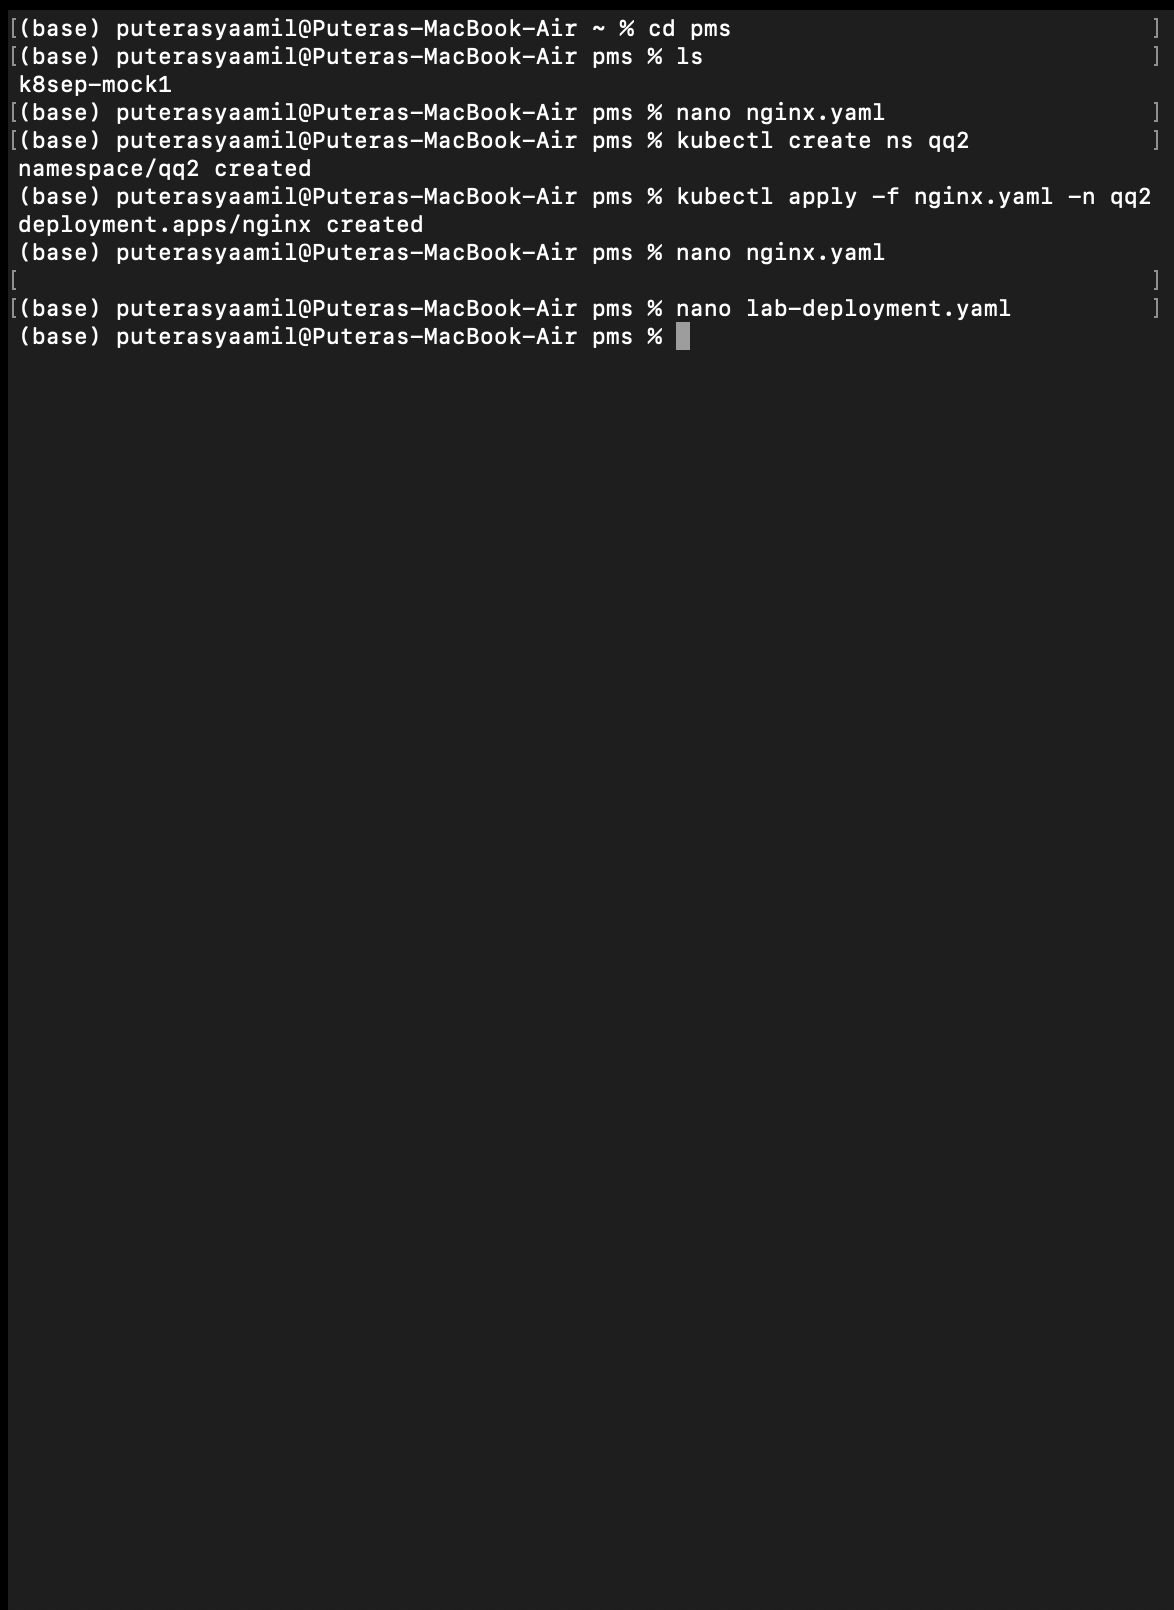 [(base) puterasyaamil@Puteras-MacBook-Air ~ % cd pms ]
[(base) puterasyaamil@Puteras-MacBook-Air pms % ls ]
k8sep-mock1
[(base) puterasyaamil@Puteras-MacBook-Air pms % nano nginx.yaml ]
[(base) puterasyaamil@Puteras-MacBook-Air pms % kubectl create ns qq2 ]
namespace/qq2 created
(base) puterasyaamil@Puteras-MacBook-Air pms % kubectl apply -f nginx.yaml -n qq2
deployment.apps/nginx created
(base) puterasyaamil@Puteras-MacBook-Air pms % nano nginx.yaml
[ ]
[(base) puterasyaamil@Puteras-MacBook-Air pms % nano lab-deployment.yaml ]
(base) puterasyaamil@Puteras-MacBook-Air pms %